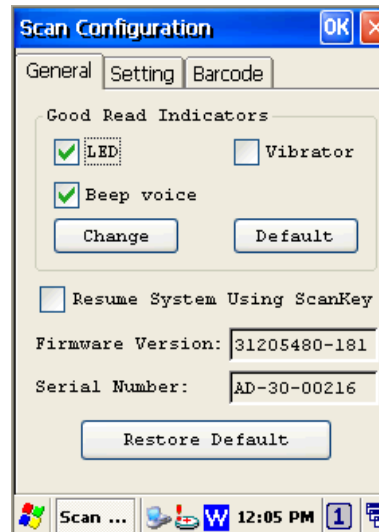 Scan Configuration OK
General Setting Barcode
Good Read Indicators
LED Vibrator
Beep voice
Change Default
Resume System Using ScanKey
Firmware Version: 31205480-181
Serial Number: AD-30-00216
Restore Default
Scan ... W 12:05 PM 1